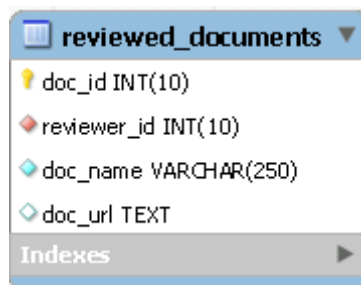 reviewed_documents
doc_id INT(10)
reviewer_id INT(10)
doc_name VARCHAR(250)
doc_url TEXT
Indexes